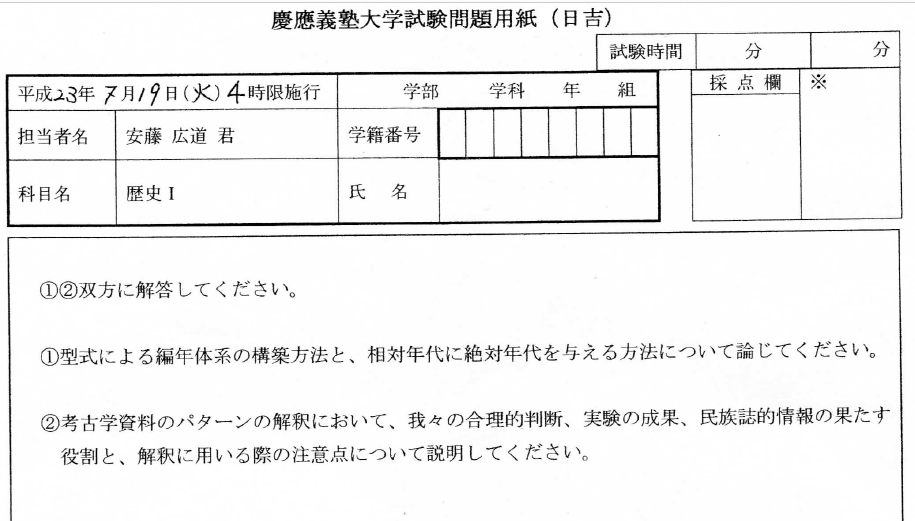 慶應義塾大学試験問題用紙（日吉）
試験時間 分 分
平成23年7月19日(火)4時限施行 学部 学科 年 組 採点欄 ※
担当者名 安藤 広道 君 学籍番号
科目名 歴史Ⅰ 氏 名
①②双方に解答してください。
①型式による編年体系の構築方法と、相対年代に絶対年代を与える方法について論じてください。
②考古学資料のパターンの解釈において、我々の合理的判断、実験の成果、民族誌的情報の果たす
役割と、解釈に用いる際の注意点について説明してください。